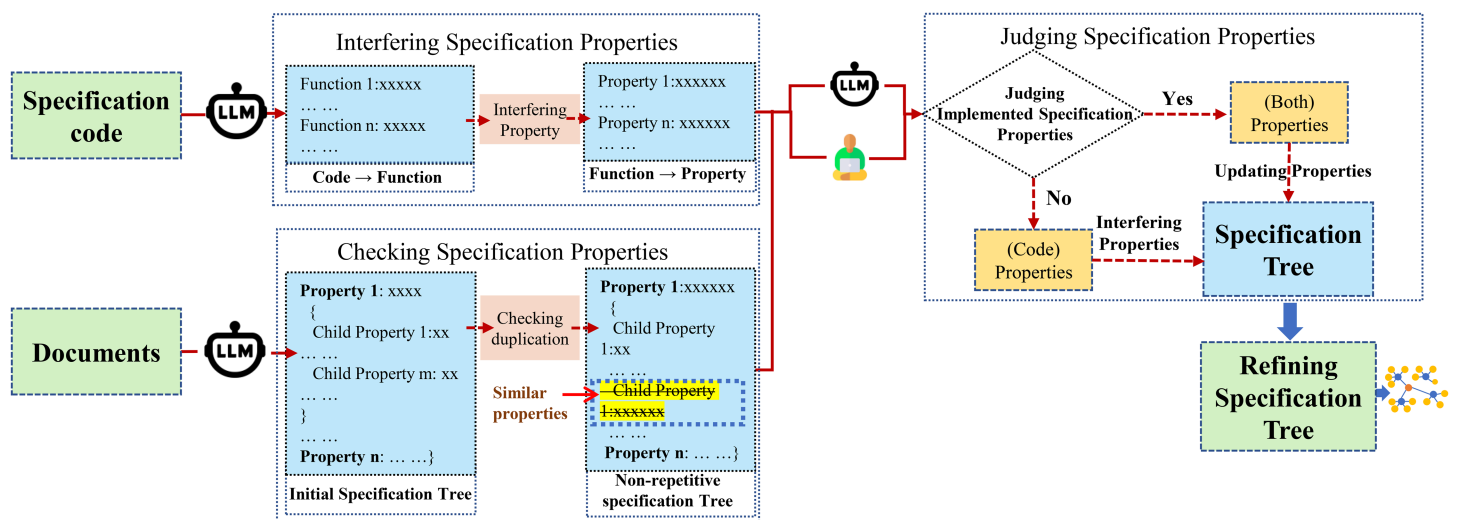 Interfering Specification Properties
Specification
code
LLM
Function 1:xxxxx
... ...
Function n: xxxxx
... ...
Code → Function
Interfering
Property
Property 1:xxxxxx
... ...
Property n: xxxxxx
... ...
Function → Property
Checking Specification Properties
Documents
LLM
Property 1: xxxx
{
Child Property 1:xx
... ...
Child Property m: xx
... ...
}
... ...
Property n: ... ...}
Initial Specification Tree
Checking
duplication
Similar
properties
Property 1:xxxxxx
{
Child Property
1:xx
... ...
Child Property
1:xxxxxx
... ...
Property n: ... ...}
Non-repetitive
specification Tree
LLM
Judging Specification Properties
Judging
Implemented Specification
Properties
Yes
(Both)
Properties
Updating Properties
No
(Code)
Properties
Interfering
Properties
Specification
Tree
Refining
Specification
Tree